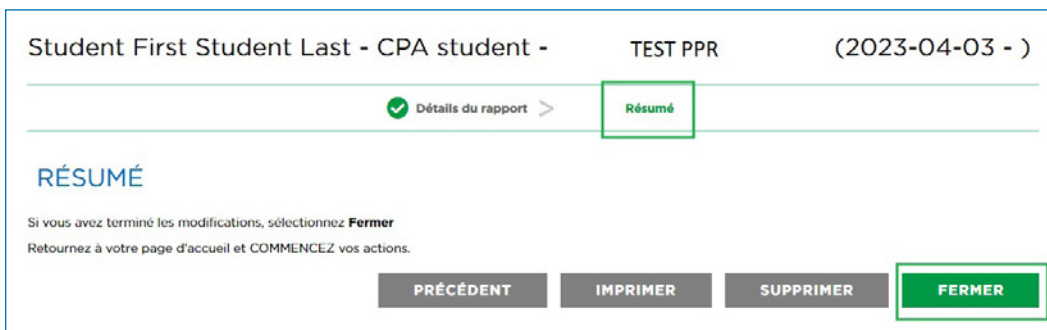 Student First Student Last - CPA student - TEST PPR (2023-04-03 - )
Détails du rapport > Résumé
RÉSUMÉ
Si vous avez terminé les modifications, sélectionnez Fermer
Retournez à votre page d'accueil et COMMENCEZ vos actions.
PRÉCÉDENT IMPRIMER SUPPRIMER FERMER